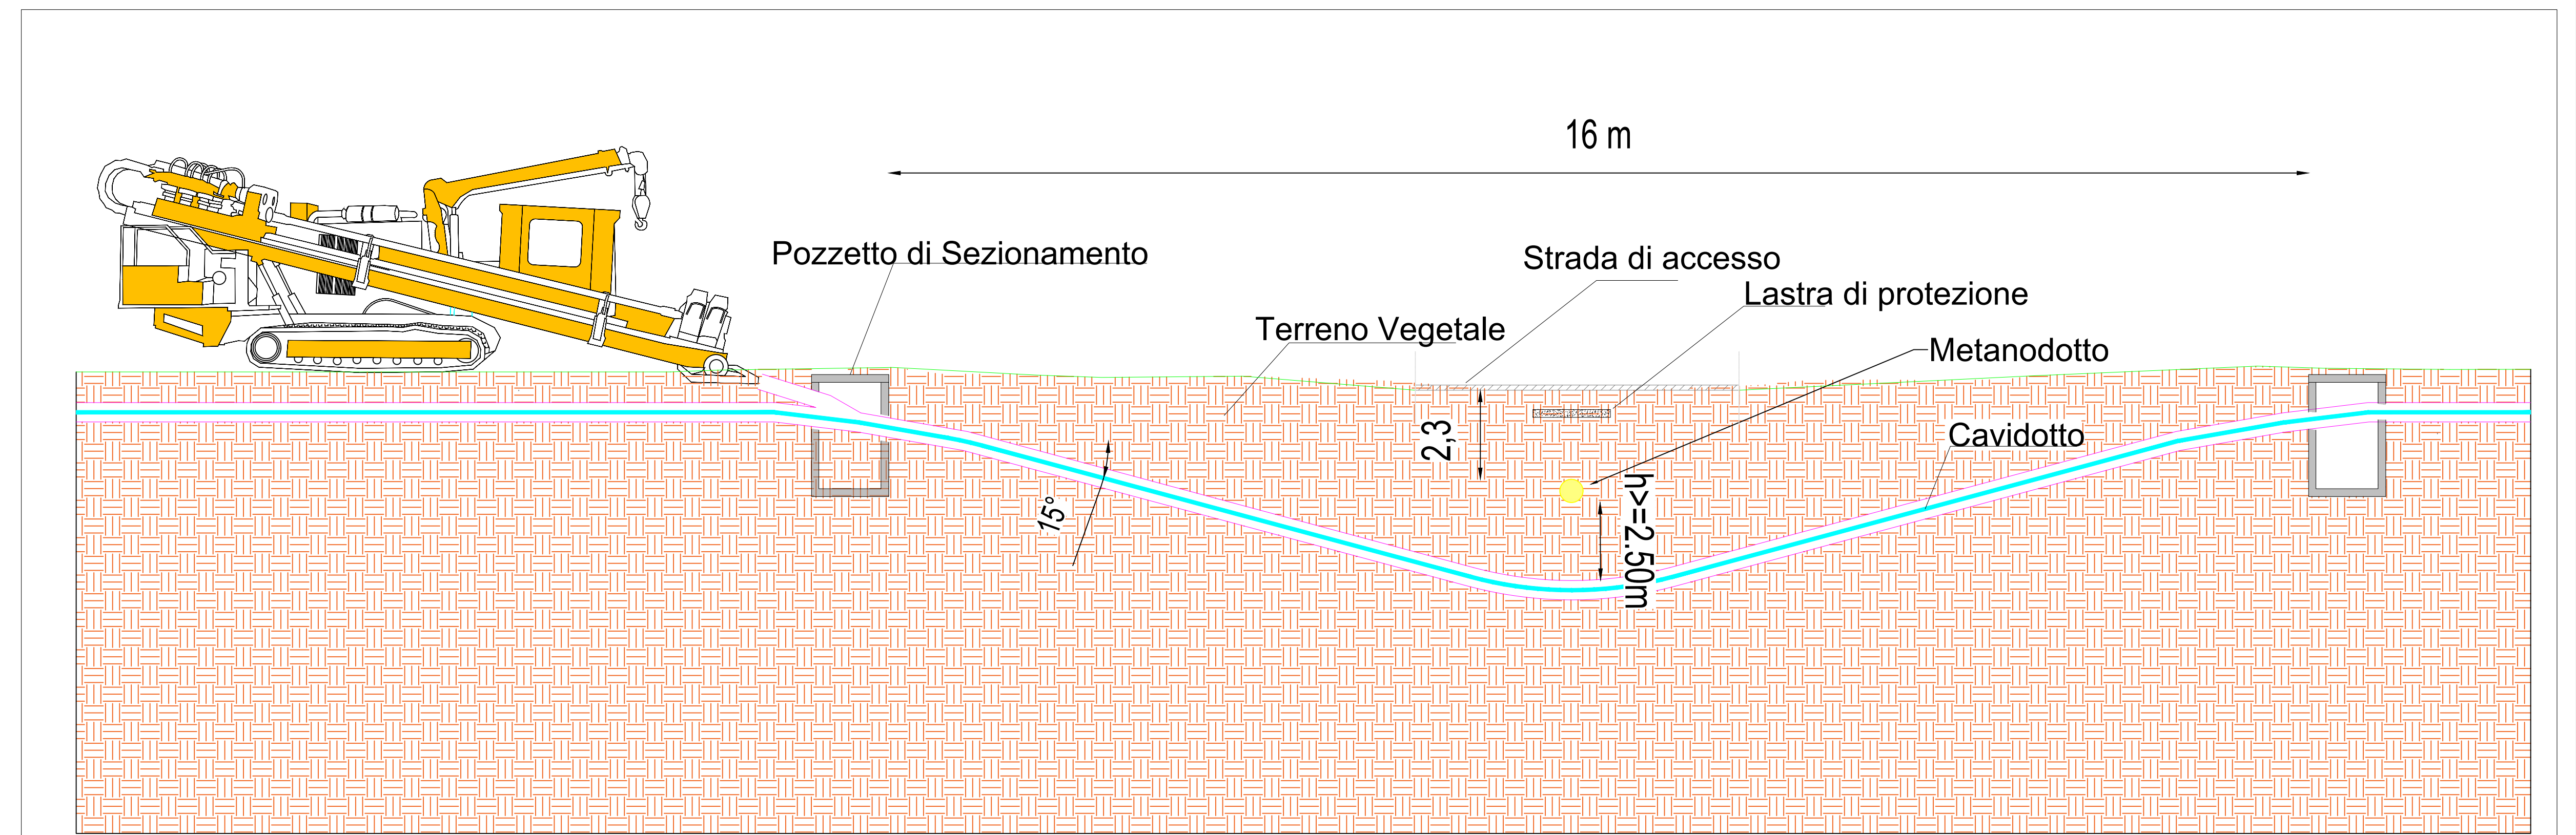 16 m
Pozzetto di Sezionamento
Strada di accesso
Lastra di protezione
Terreno Vegetale
Metanodotto
2,3
Cavidotto
15°
h>=2.50m